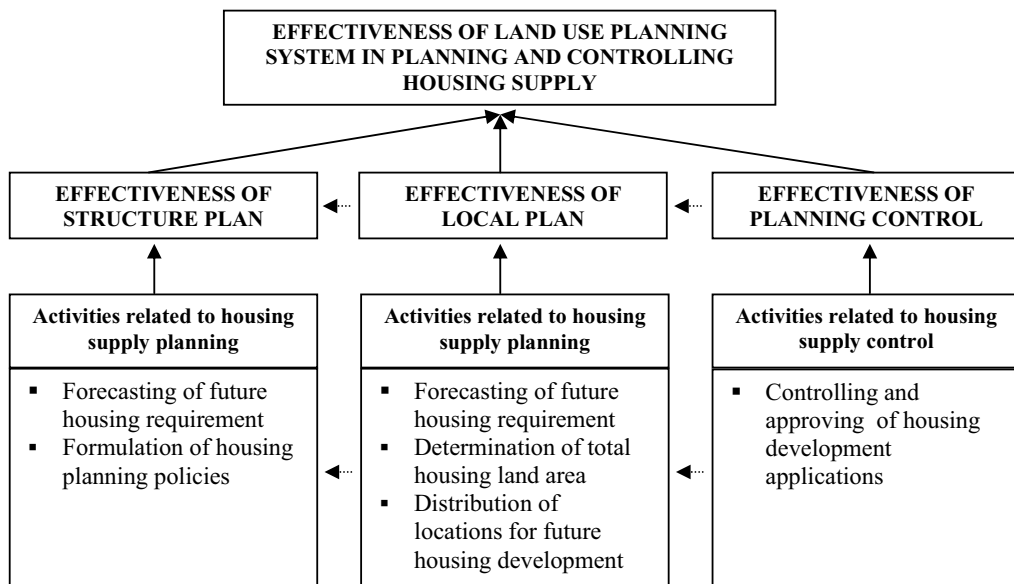 EFFECTIVENESS OF LAND USE PLANNING
SYSTEM IN PLANNING AND CONTROLLING
HOUSING SUPPLY
EFFECTIVENESS OF
STRUCTURE PLAN
EFFECTIVENESS OF
LOCAL PLAN
EFFECTIVENESS OF
PLANNING CONTROL
Activities related to housing
supply planning
▪ Forecasting of future
housing requirement
▪ Formulation of housing
planning policies
Activities related to housing
supply planning
▪ Forecasting of future
housing requirement
▪ Determination of total
housing land area
▪ Distribution of
locations for future
housing development
Activities related to housing
supply control
▪ Controlling and
approving of housing
development
applications